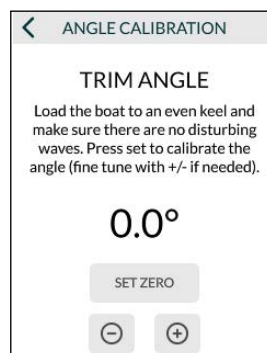 ANGLE CALIBRATION
TRIM ANGLE
Load the boat to an even keel and
make sure there are no disturbing
waves. Press set to calibrate the
angle (fine tune with +/- if needed).
0.0°
SET ZERO